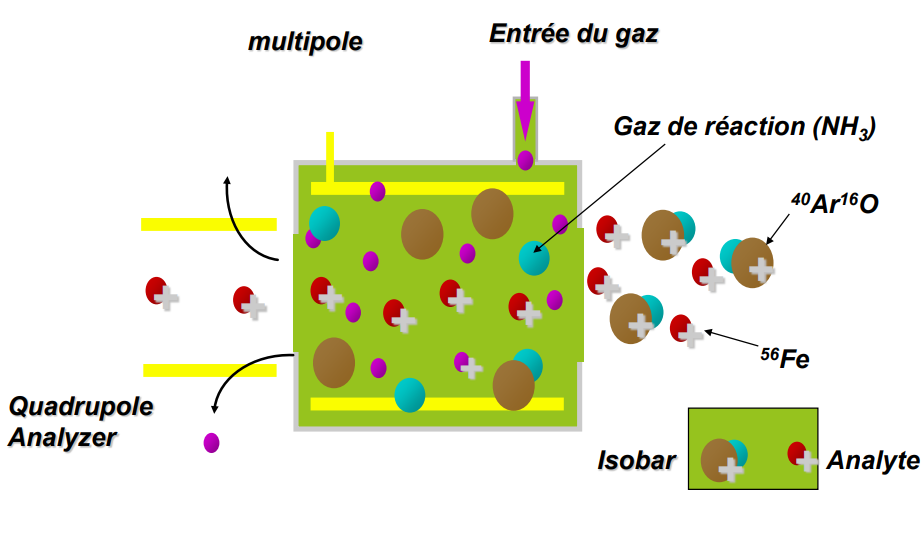 multipole
Entrée du gaz
Gaz de réaction (NH₃)
⁴⁰Ar¹⁶O
⁵⁶Fe
Quadrupole
Analyzer
Isobar
Analyte